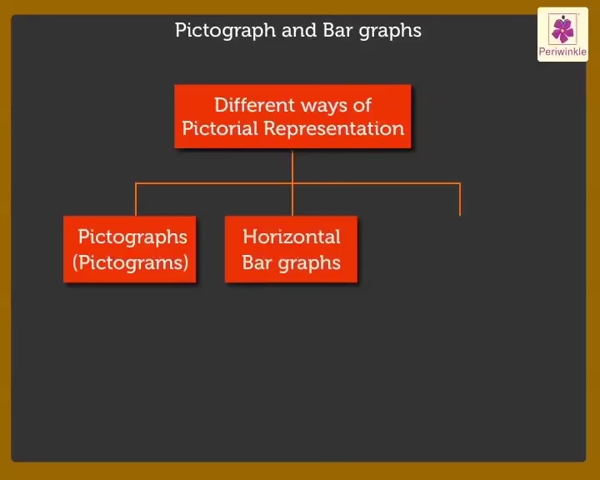 Pictograph and Bar graphs
Periwinkle
Different ways of
Pictorial Representation
Pictographs
(Pictograms)
Horizontal
Bar graphs